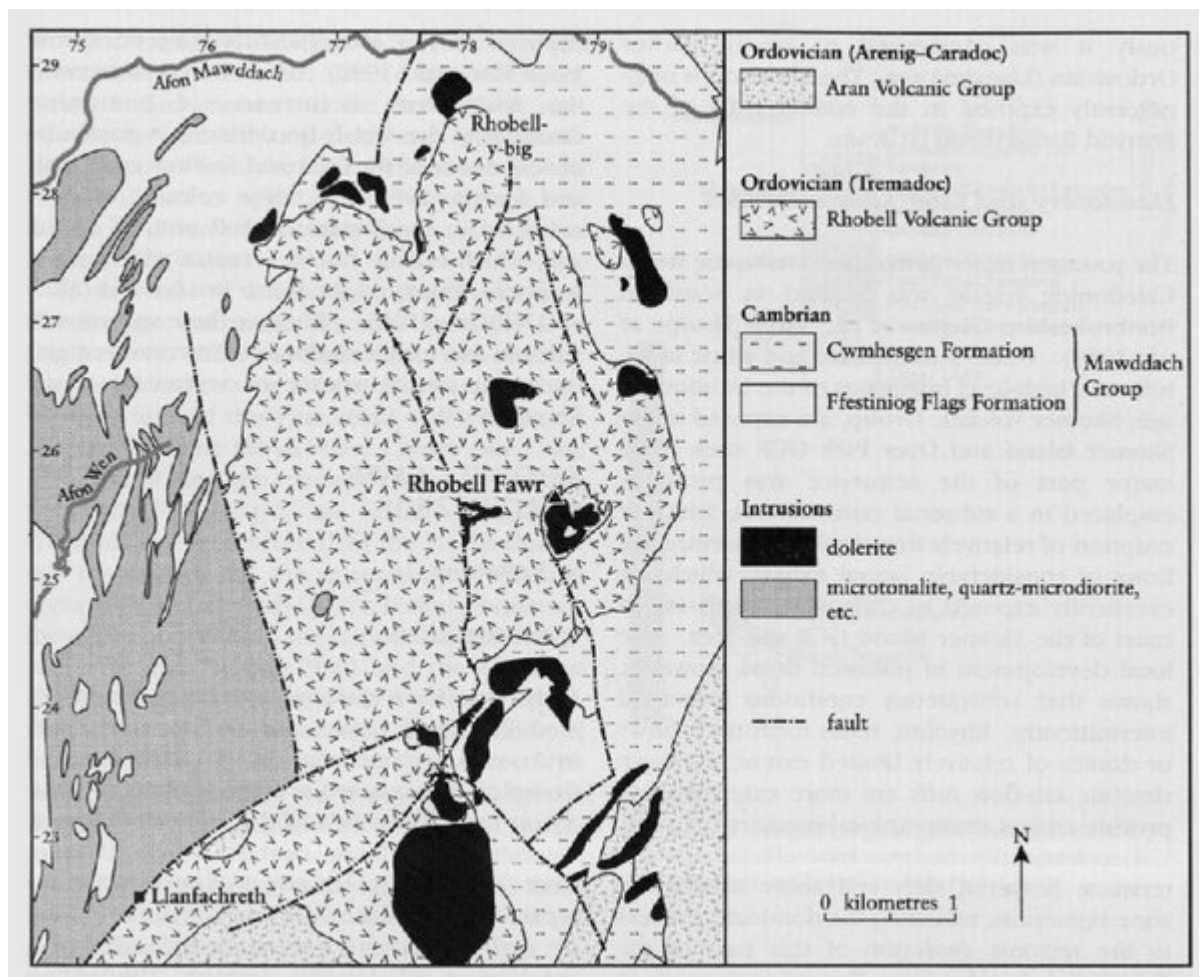 75 76 77 78 79
29
28
27
26
25
24
23
Afon Mawddach
Rhobell-
y-big
Afon Wen
Rhobell Fawr
Llanfachreth
Ordovician (Arenig–Caradoc)
Aran Volcanic Group
Ordovician (Tremadoc)
Rhobell Volcanic Group
Cambrian
Cwmhesgen Formation
Ffestiniog Flags Formation
Mawddach
Group
Intrusions
dolerite
microtonalite, quartz-microdiorite,
etc.
fault
N
0 kilometres 1